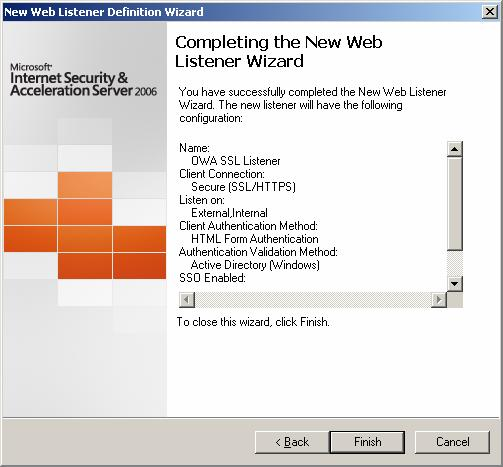 New Web Listener Definition Wizard
Microsoft®
Internet Security &
Acceleration Server 2006
Completing the New Web
Listener Wizard
You have successfully completed the New Web Listener
Wizard. The new listener will have the following
configuration:
Name:
OWA SSL Listener
Client Connection:
Secure (SSL/HTTPS)
Listen on:
External,Internal
Client Authentication Method:
HTML Form Authentication
Authentication Validation Method:
Active Directory (Windows)
SSO Enabled:
To close this wizard, click Finish.
< Back
Finish
Cancel